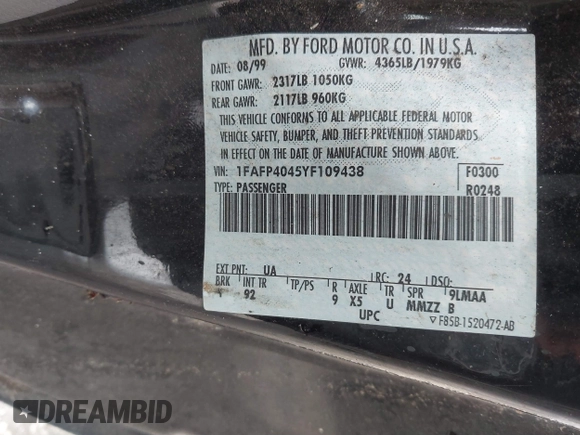 MFD. BY FORD MOTOR CO. IN U.S.A.
DATE: 08/99 GVWR: 4365LB/1979KG
FRONT GAWR: 2317LB 1050KG
REAR GAWR: 2117LB 960KG
THIS VEHICLE CONFORMS TO ALL APPLICABLE FEDERAL MOTOR
VEHICLE SAFETY, BUMPER, AND THEFT PREVENTION STANDARDS
IN EFFECT ON THE DATE OF MANUFACTURE SHOWN ABOVE.
VIN: 1FAFP4045YF109438 F0300
TYPE: PASSENGER R0248
EXT PNT: UA RC: 24 DSO:
BRK INT TR TP/PS R AXLE TR SPR 9LMAA
92 9 X5 U MMZZ B
UPC
▽ F85B-1520472-AB
DREAMBID